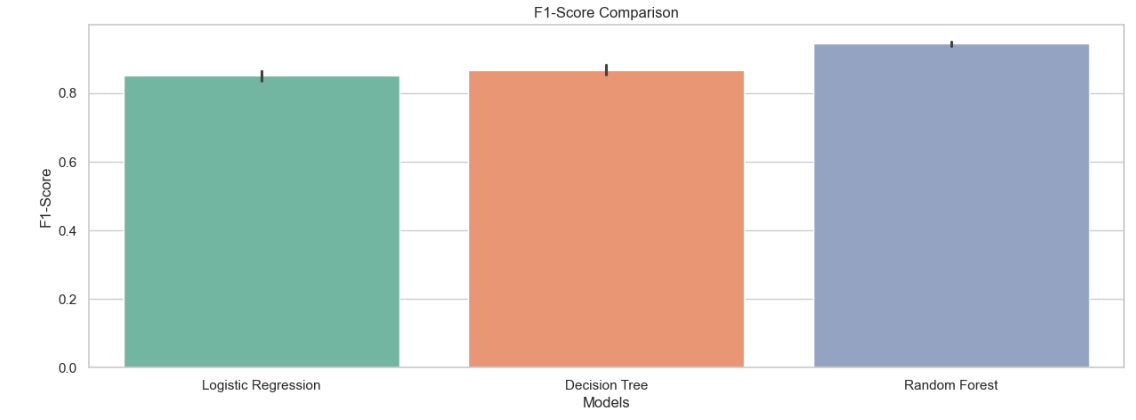 F1-Score Comparison
F1-Score
0.8
0.6
0.4
0.2
0.0
Logistic Regression
Decision Tree
Random Forest
Models